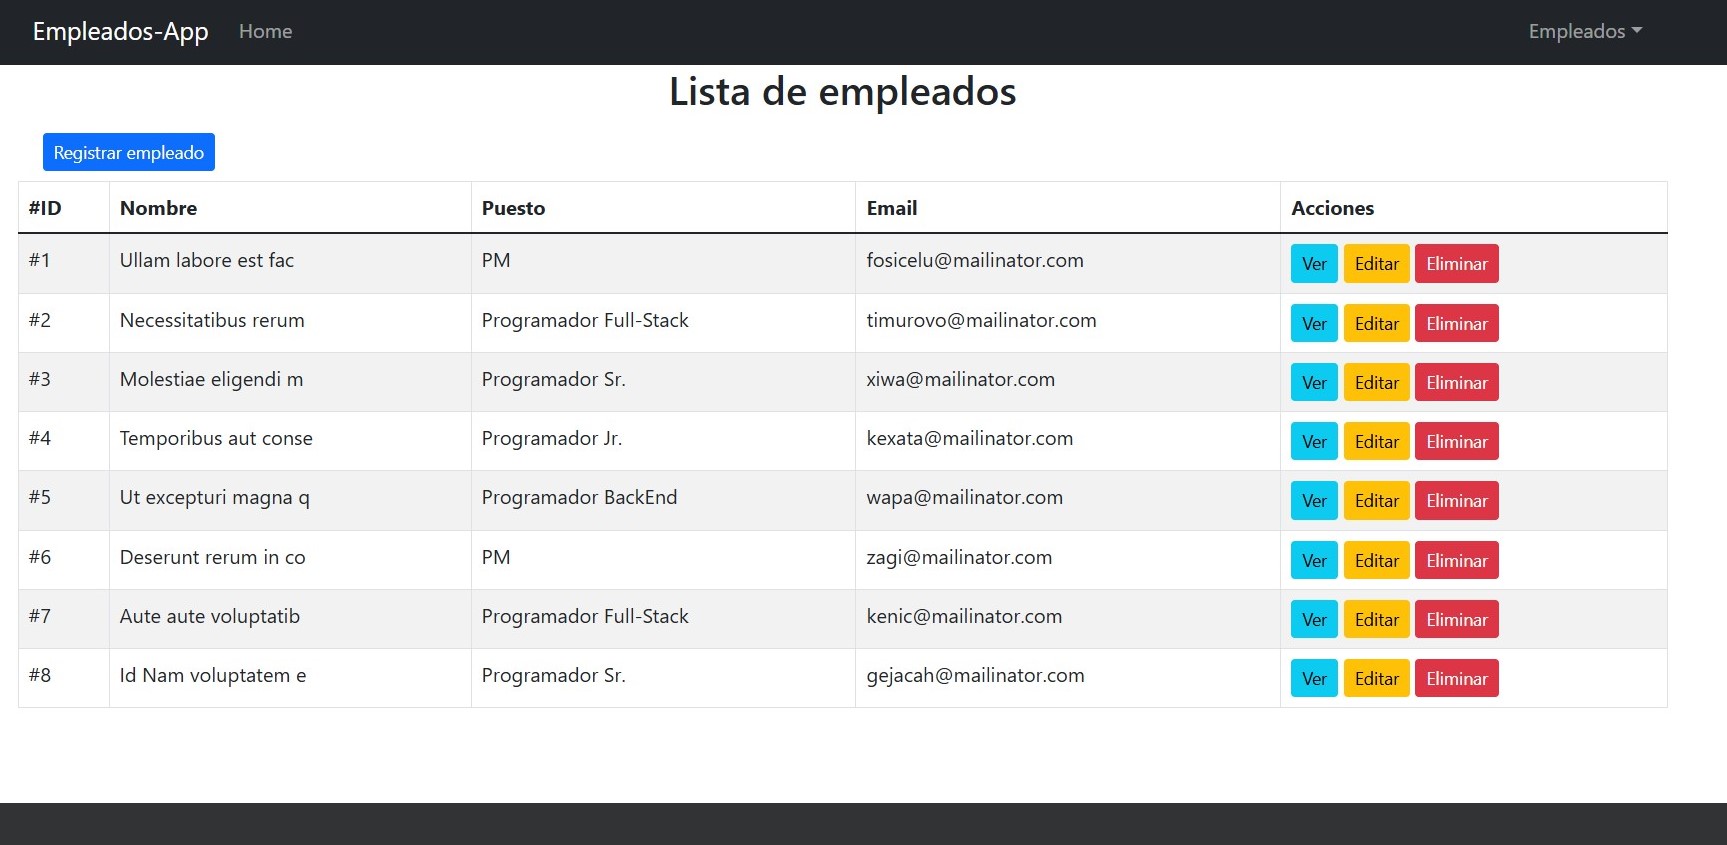 Empleados-App Home Empleados
Lista de empleados
Registrar empleado
#ID Nombre Puesto Email Acciones
#1 Ullam labore est fac PM fosicelu@mailinator.com Ver Editar Eliminar
#2 Necessitatibus rerum Programador Full-Stack timurovo@mailinator.com Ver Editar Eliminar
#3 Molestiae eligendi m Programador Sr. xiwa@mailinator.com Ver Editar Eliminar
#4 Temporibus aut conse Programador Jr. kexata@mailinator.com Ver Editar Eliminar
#5 Ut excepturi magna q Programador BackEnd wapa@mailinator.com Ver Editar Eliminar
#6 Deserunt rerum in co PM zagi@mailinator.com Ver Editar Eliminar
#7 Aute aute voluptatib Programador Full-Stack kenic@mailinator.com Ver Editar Eliminar
#8 Id Nam voluptatem e Programador Sr. gejacah@mailinator.com Ver Editar Eliminar